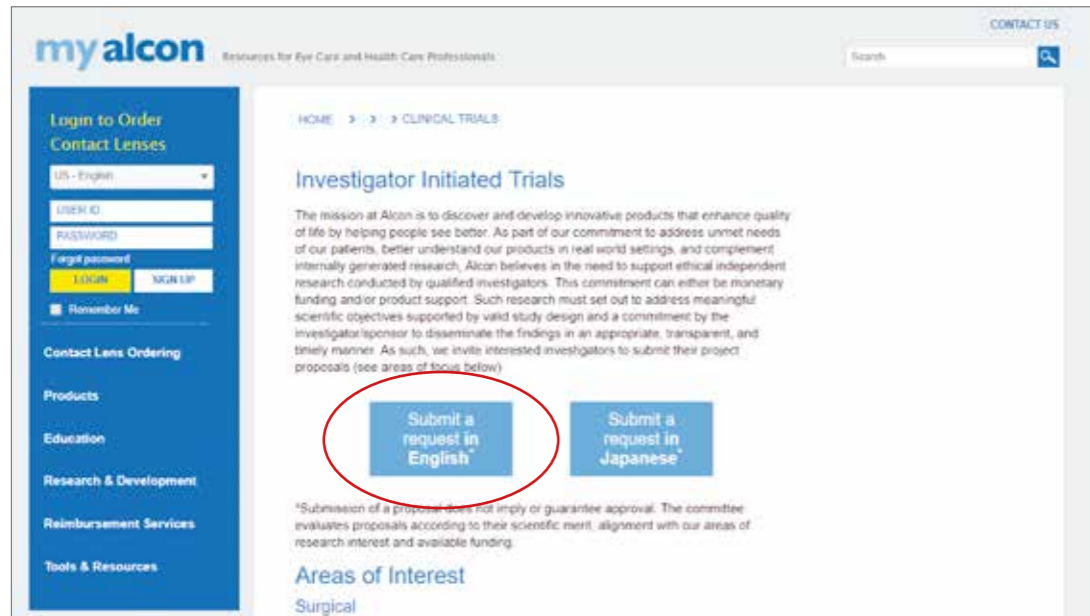 CONTACT US
my alcon
Resources for Eye Care and Health Care Professionals
Search
Login to Order
Contact Lenses
US - English
USER ID
PASSWORD
Forgot password
LOGIN
SIGN UP
Remember Me
Contact Lens Ordering
Products
Education
Research & Development
Reimbursement Services
Tools & Resources
HOME > > > CLINICAL TRIALS
Investigator Initiated Trials
The mission at Alcon is to discover and develop innovative products that enhance quality
of life by helping people see better. As part of our commitment to address unmet needs
of our patients, better understand our products in real world settings, and complement
internally generated research, Alcon believes in the need to support ethical independent
research conducted by qualified investigators. This commitment can either be monetary
funding and/or product support. Such research must set out to address meaningful
scientific objectives supported by valid study design and a commitment by the
investigator/sponsor to disseminate the findings in an appropriate, transparent, and
timely manner. As such, we invite interested investigators to submit their project
proposals (see areas of focus below)
Submit a
request in
English*
Submit a
request in
Japanese*
*Submission of a proposal does not imply or guarantee approval. The committee
evaluates proposals according to their scientific merit, alignment with our areas of
research interest and available funding.
Areas of Interest
Surgical